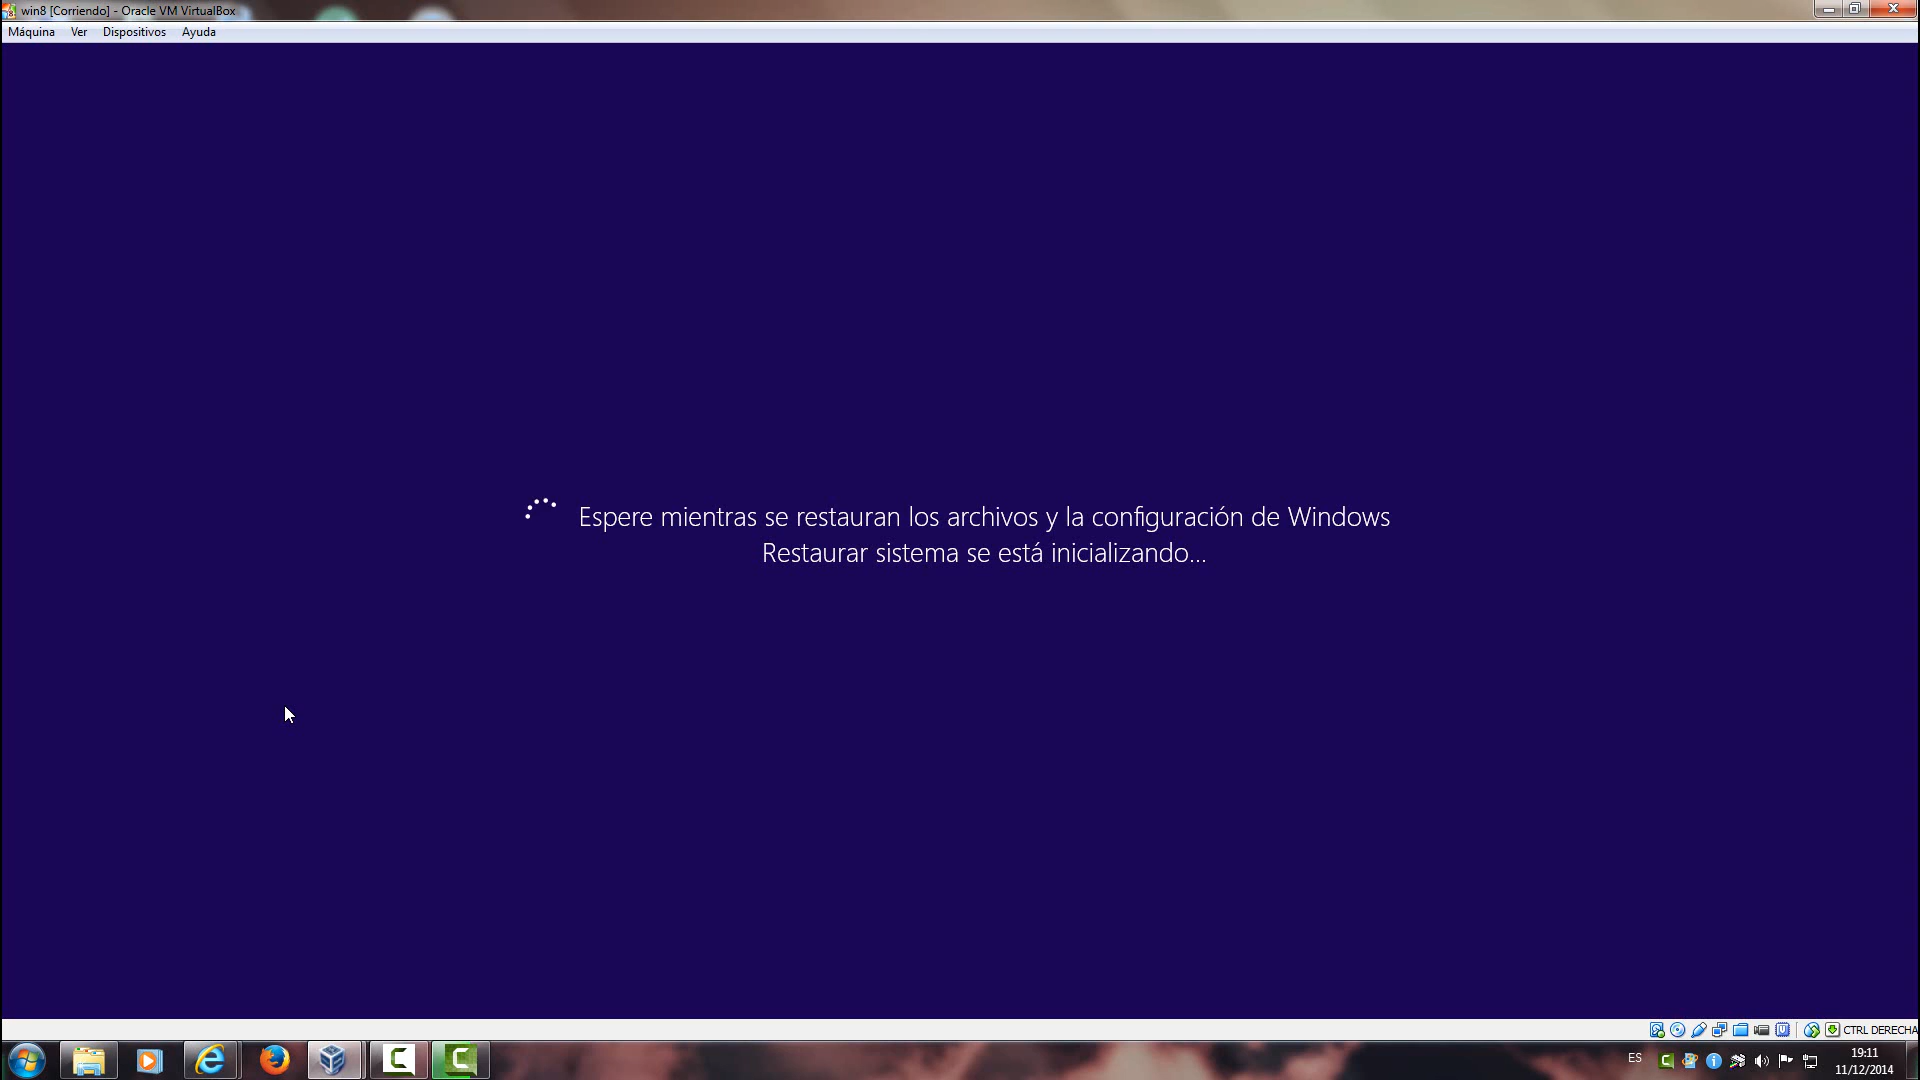 win8 [Corriendo] - Oracle VM VirtualBox
Máquina Ver Dispositivos Ayuda
Espere mientras se restauran los archivos y la configuración de Windows
Restaurar sistema se está inicializando...
CTRL DERECHA
ES
19:11
11/12/2014